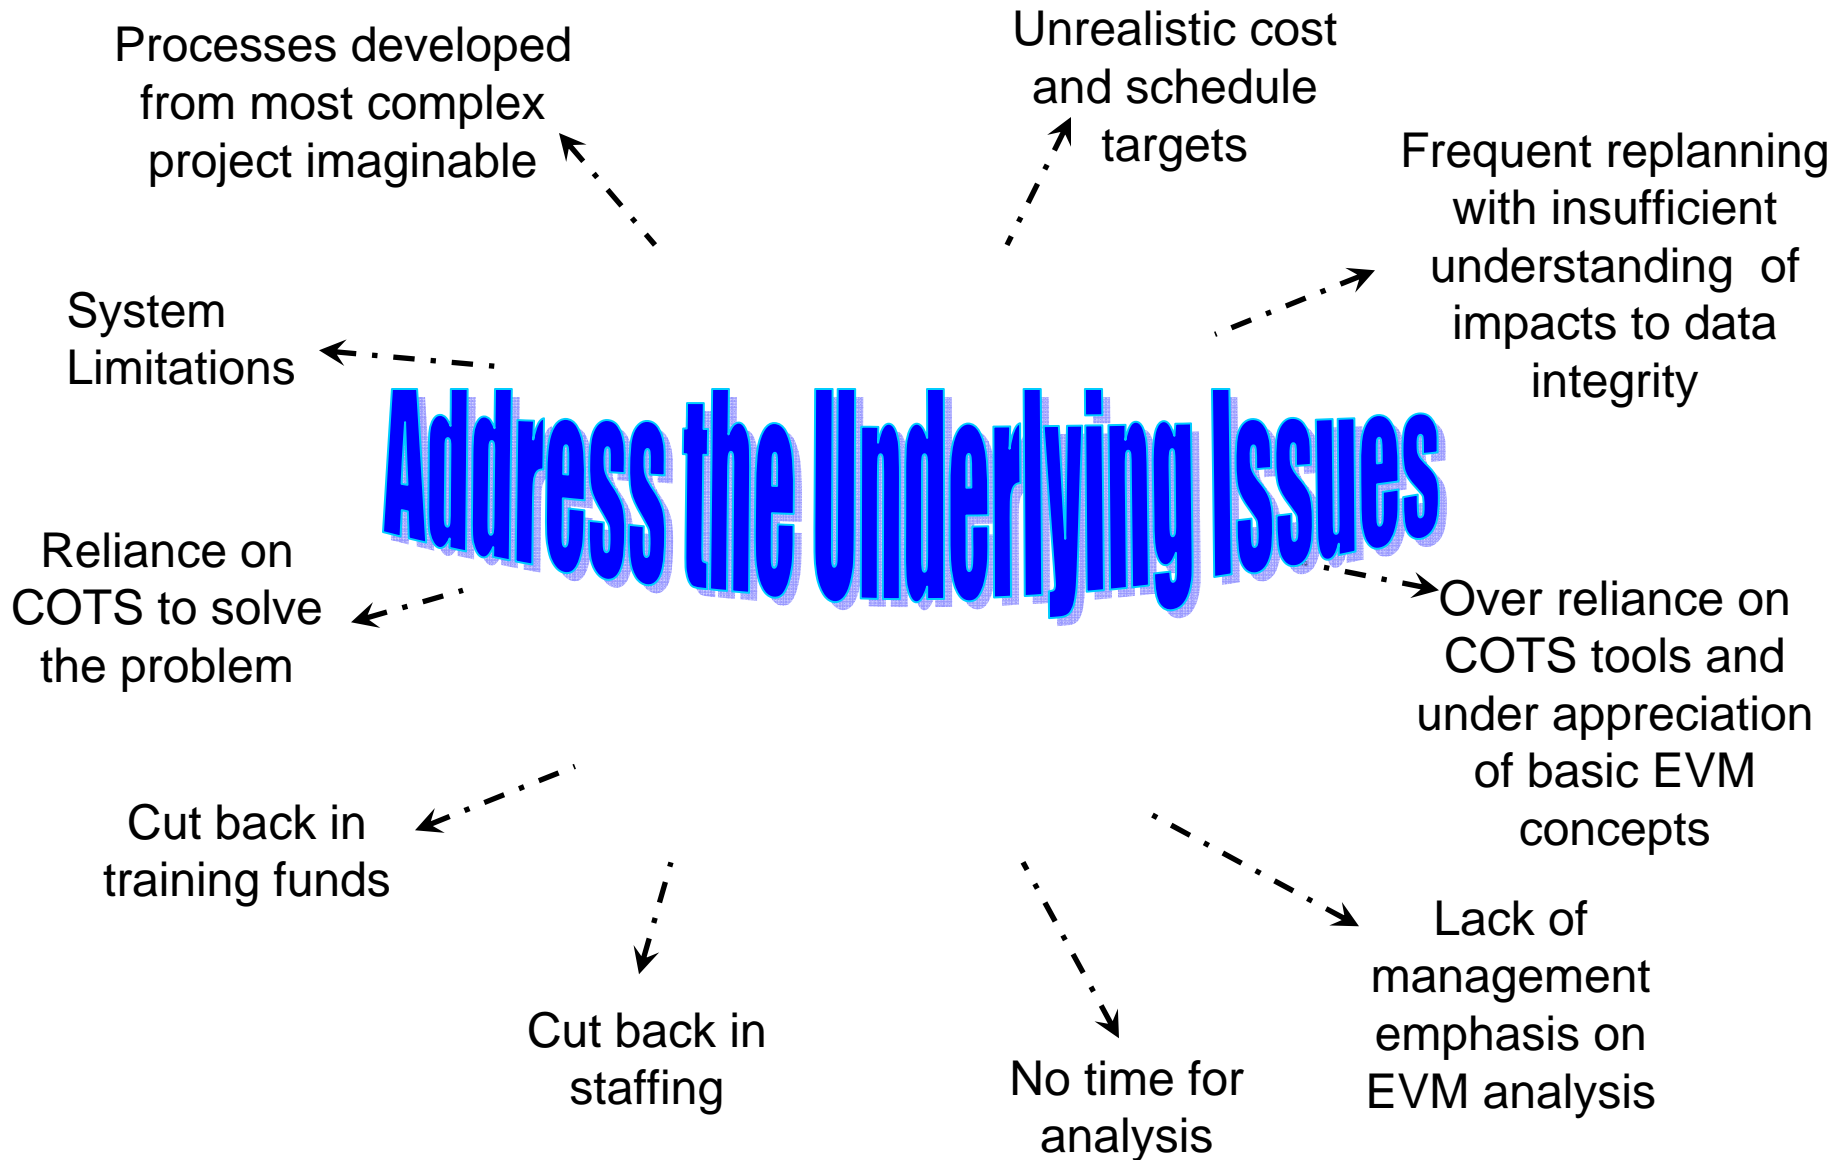 Processes developed
from most complex
project imaginable
Unrealistic cost
and schedule
targets
Frequent replanning
with insufficient
understanding  of
impacts to data
integrity
System
Limitations
Address the Underlying Issues
Reliance on
COTS to solve
the problem
Over reliance on
COTS tools and
under appreciation
of basic EVM
concepts
Cut back in
training funds
Lack of
management
emphasis on
EVM analysis
Cut back in
staffing
No time for
analysis